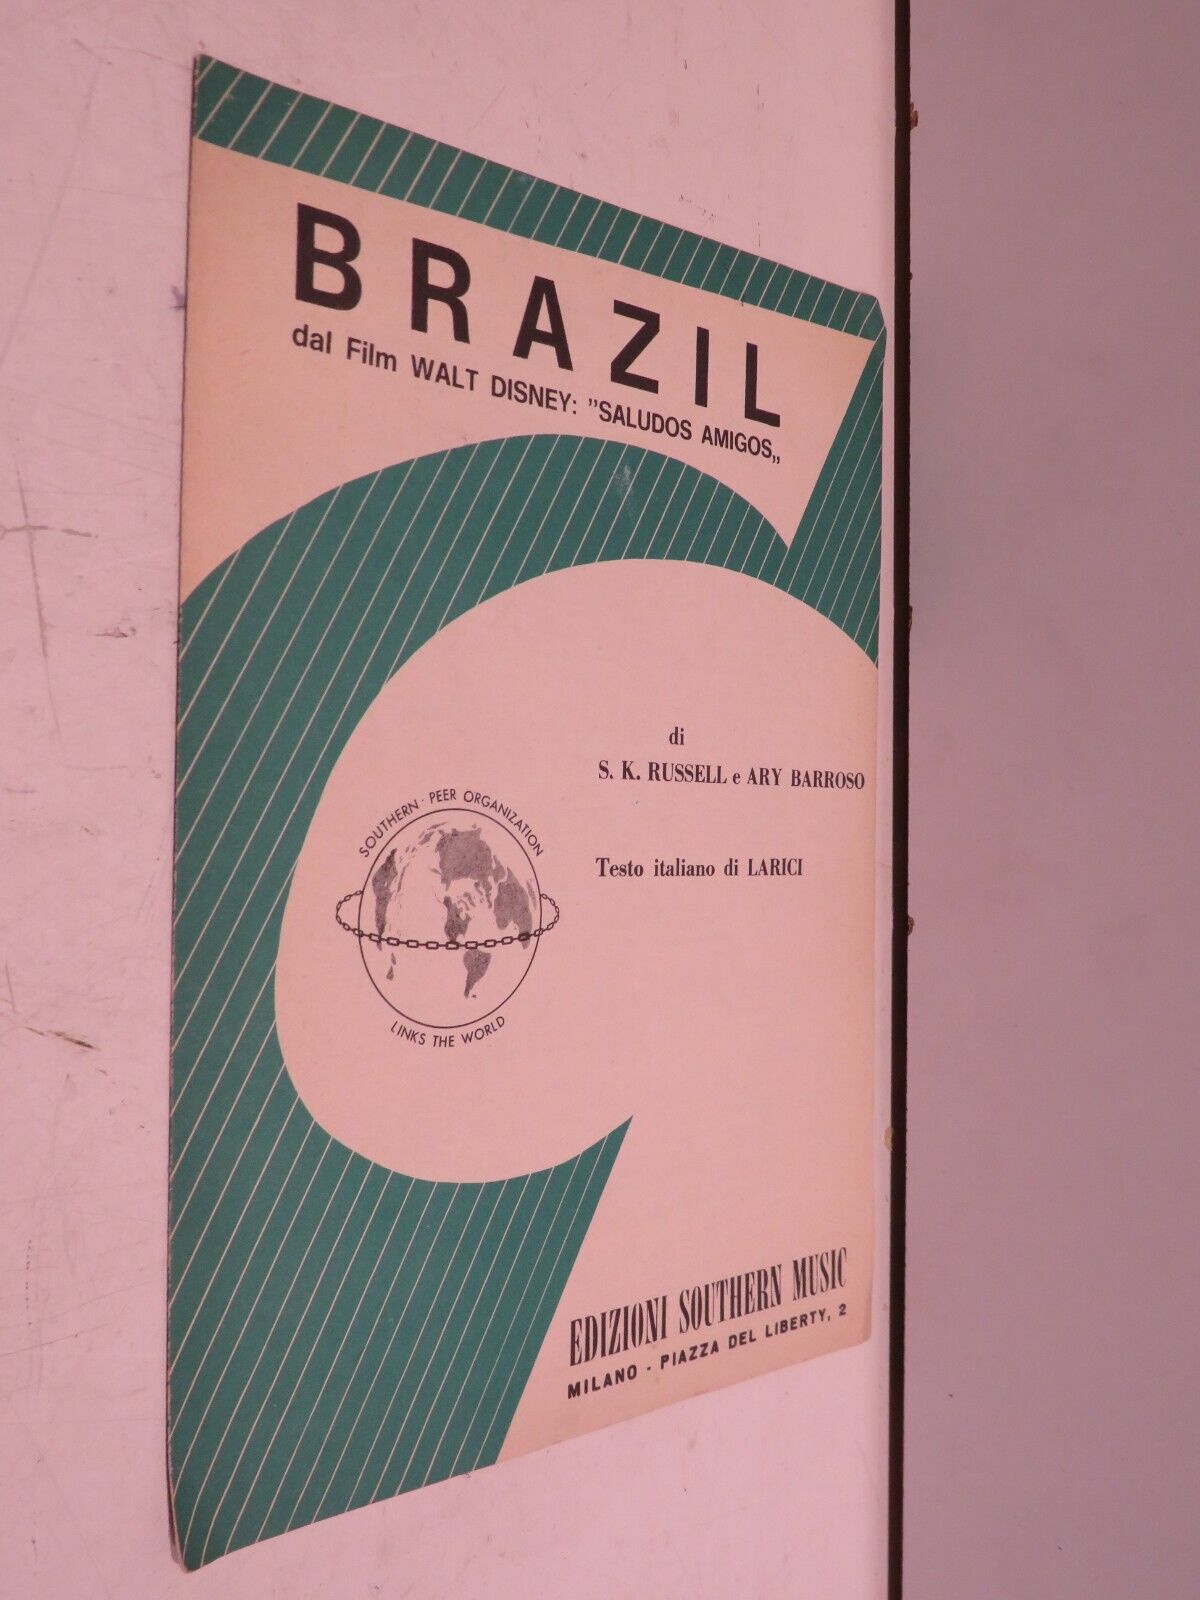 BRAZIL
dal Film WALT DISNEY: ”SALUDOS AMIGOS„
di
S. K. RUSSELL e ARY BARROSO
Testo italiano di LARICI
SOUTHERN · PEER ORGANIZATION
LINKS THE WORLD
EDIZIONI SOUTHERN MUSIC
MILANO - PIAZZA DEL LIBERTY, 2